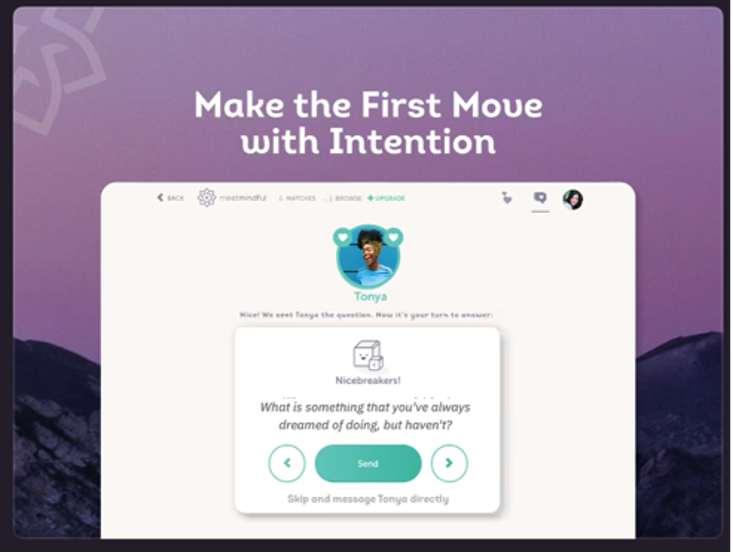 Make the First Move
with Intention
BACK
meetmindful
MATCHES
BROWSE
UPGRADE
Tonya
Nice! We sent Tonya the question. Now it's your turn to answer:
Nicebreakers!
What is something that you've always
dreamed of doing, but haven't?
Send
Skip and message Tonya directly